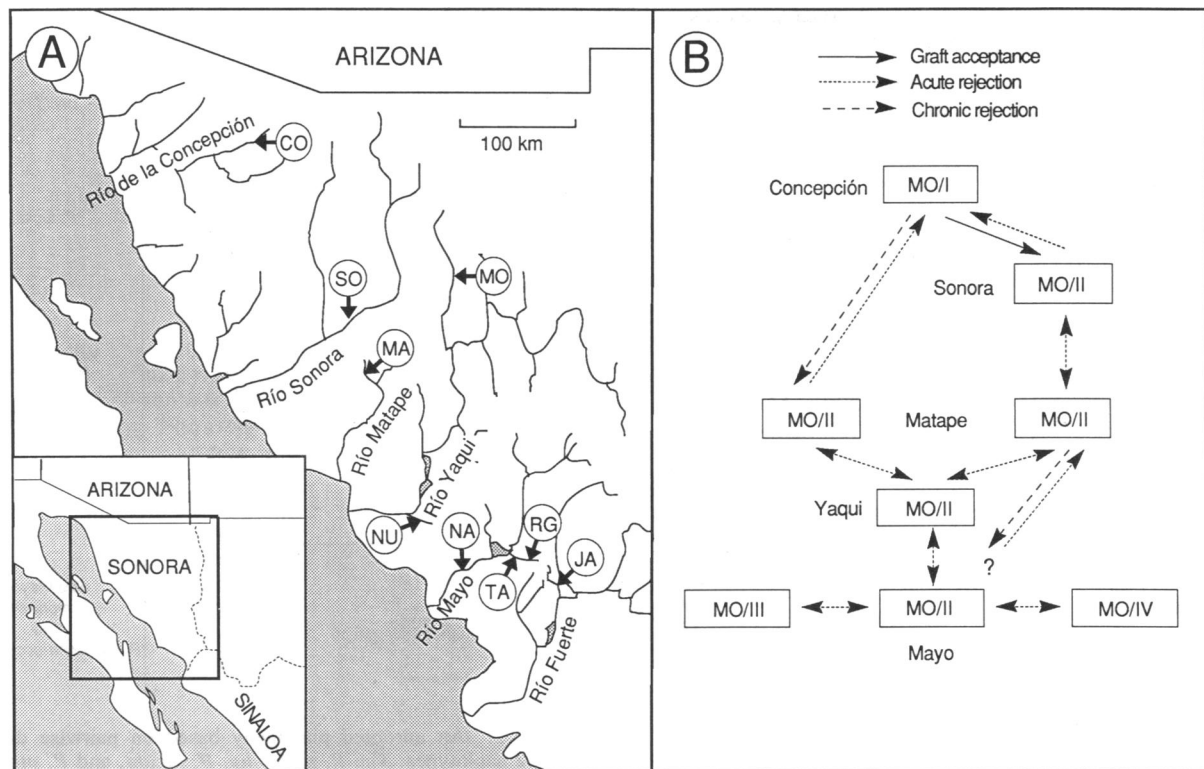 A
ARIZONA
100 km
Río de la Concepción
CO
SO
MO
MA
Río Sonora
Río Matape
Río Yaqui
NU
NA
RG
JA
TA
Río Mayo
Río Fuerte
ARIZONA
SONORA
SINALOA
B
Graft acceptance
Acute rejection
Chronic rejection
Concepción
MO/I
Sonora
MO/II
MO/II
Matape
MO/II
Yaqui
MO/II
?
MO/III
MO/II
MO/IV
Mayo